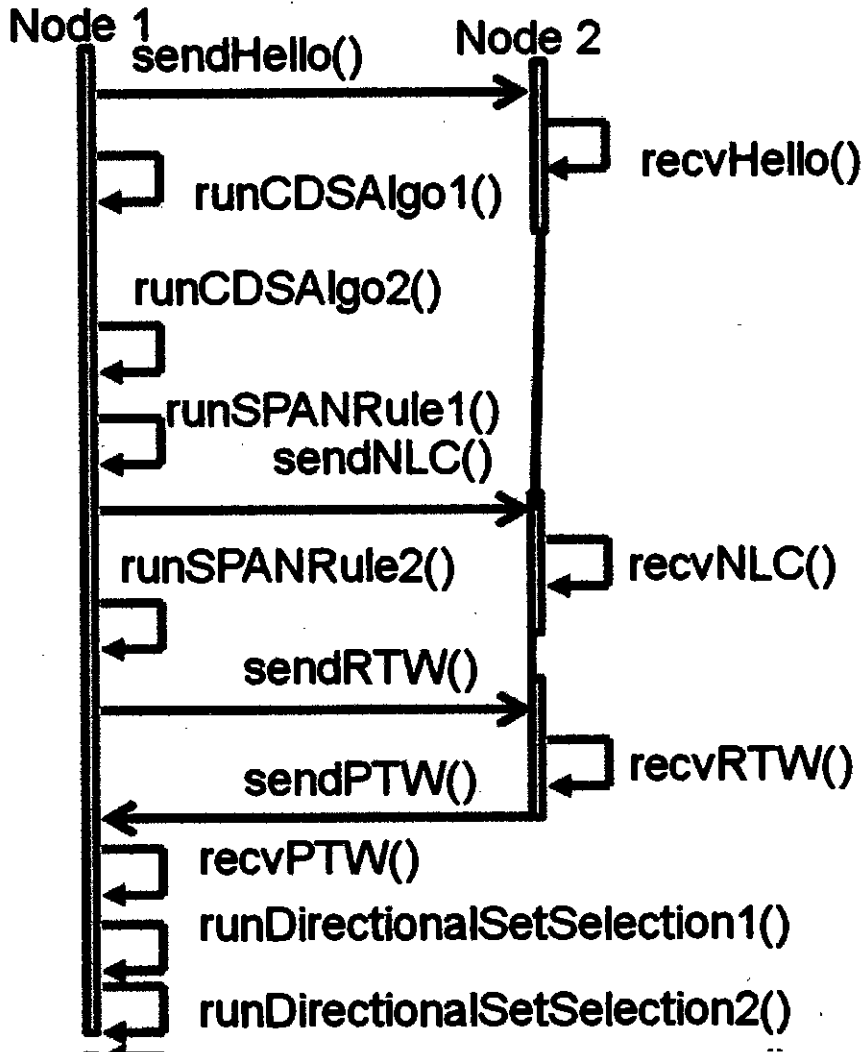 Node 1
Node 2
sendHello()
recvHello()
runCDSAlgo1()
runCDSAlgo2()
runSPANRule1()
sendNLC()
recvNLC()
runSPANRule2()
sendRTW()
recvRTW()
sendPTW()
recvPTW()
runDirectionalSetSelection1()
runDirectionalSetSelection2()